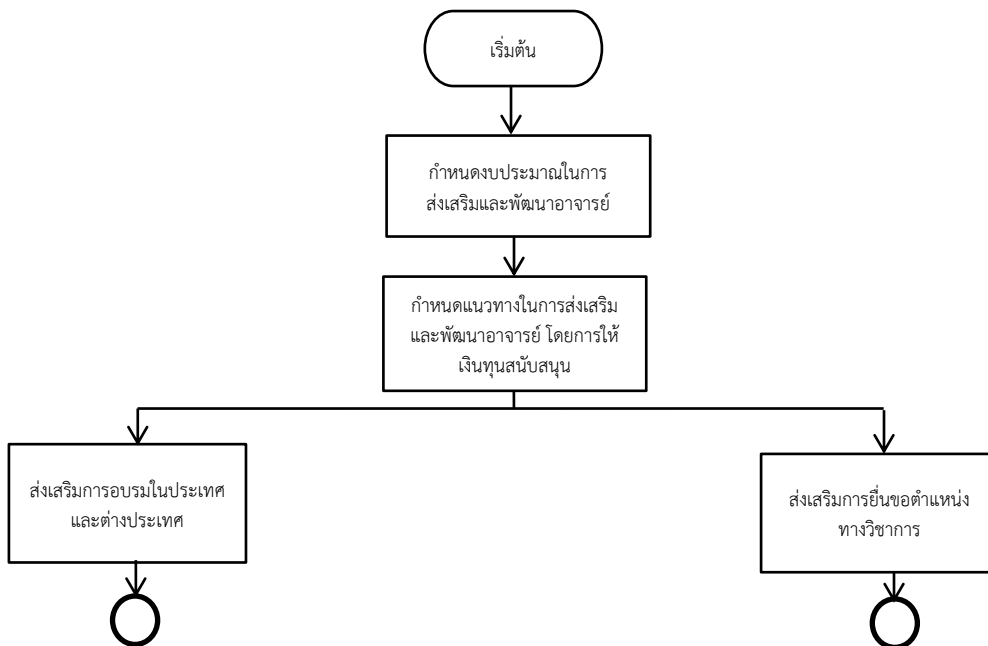 เริ่มต้น
กำหนดงบประมาณในการ
ส่งเสริมและพัฒนาอาจารย์
กำหนดแนวทางในการส่งเสริม
และพัฒนาอาจารย์ โดยการให้
เงินทุนสนับสนุน
ส่งเสริมการอบรมในประเทศ
และต่างประเทศ
ส่งเสริมการยื่นขอตำแหน่ง
ทางวิชาการ